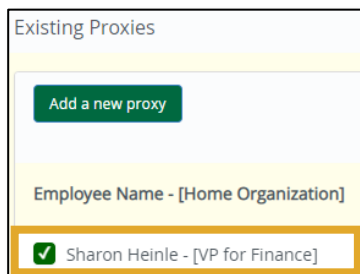 Existing Proxies
Add a new proxy
Employee Name - [Home Organization]
Sharon Heinle - [VP for Finance]